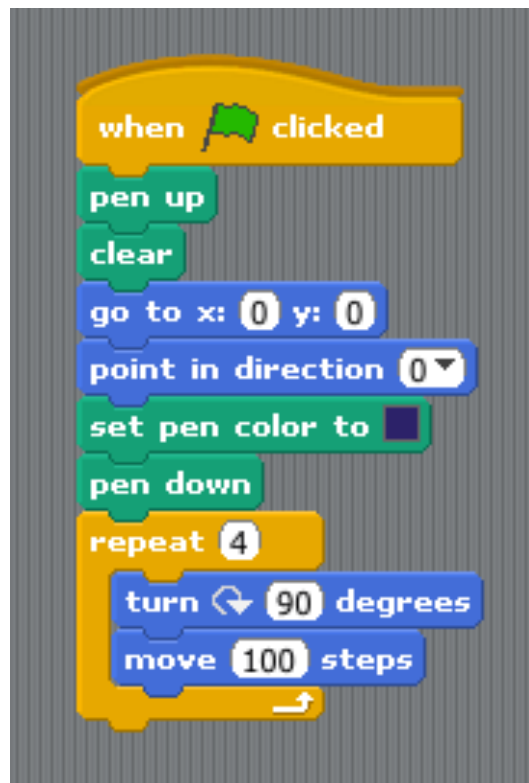 when clicked
pen up
clear
go to x: 0 y: 0
point in direction 0
set pen color to
pen down
repeat 4
turn 90 degrees
move 100 steps